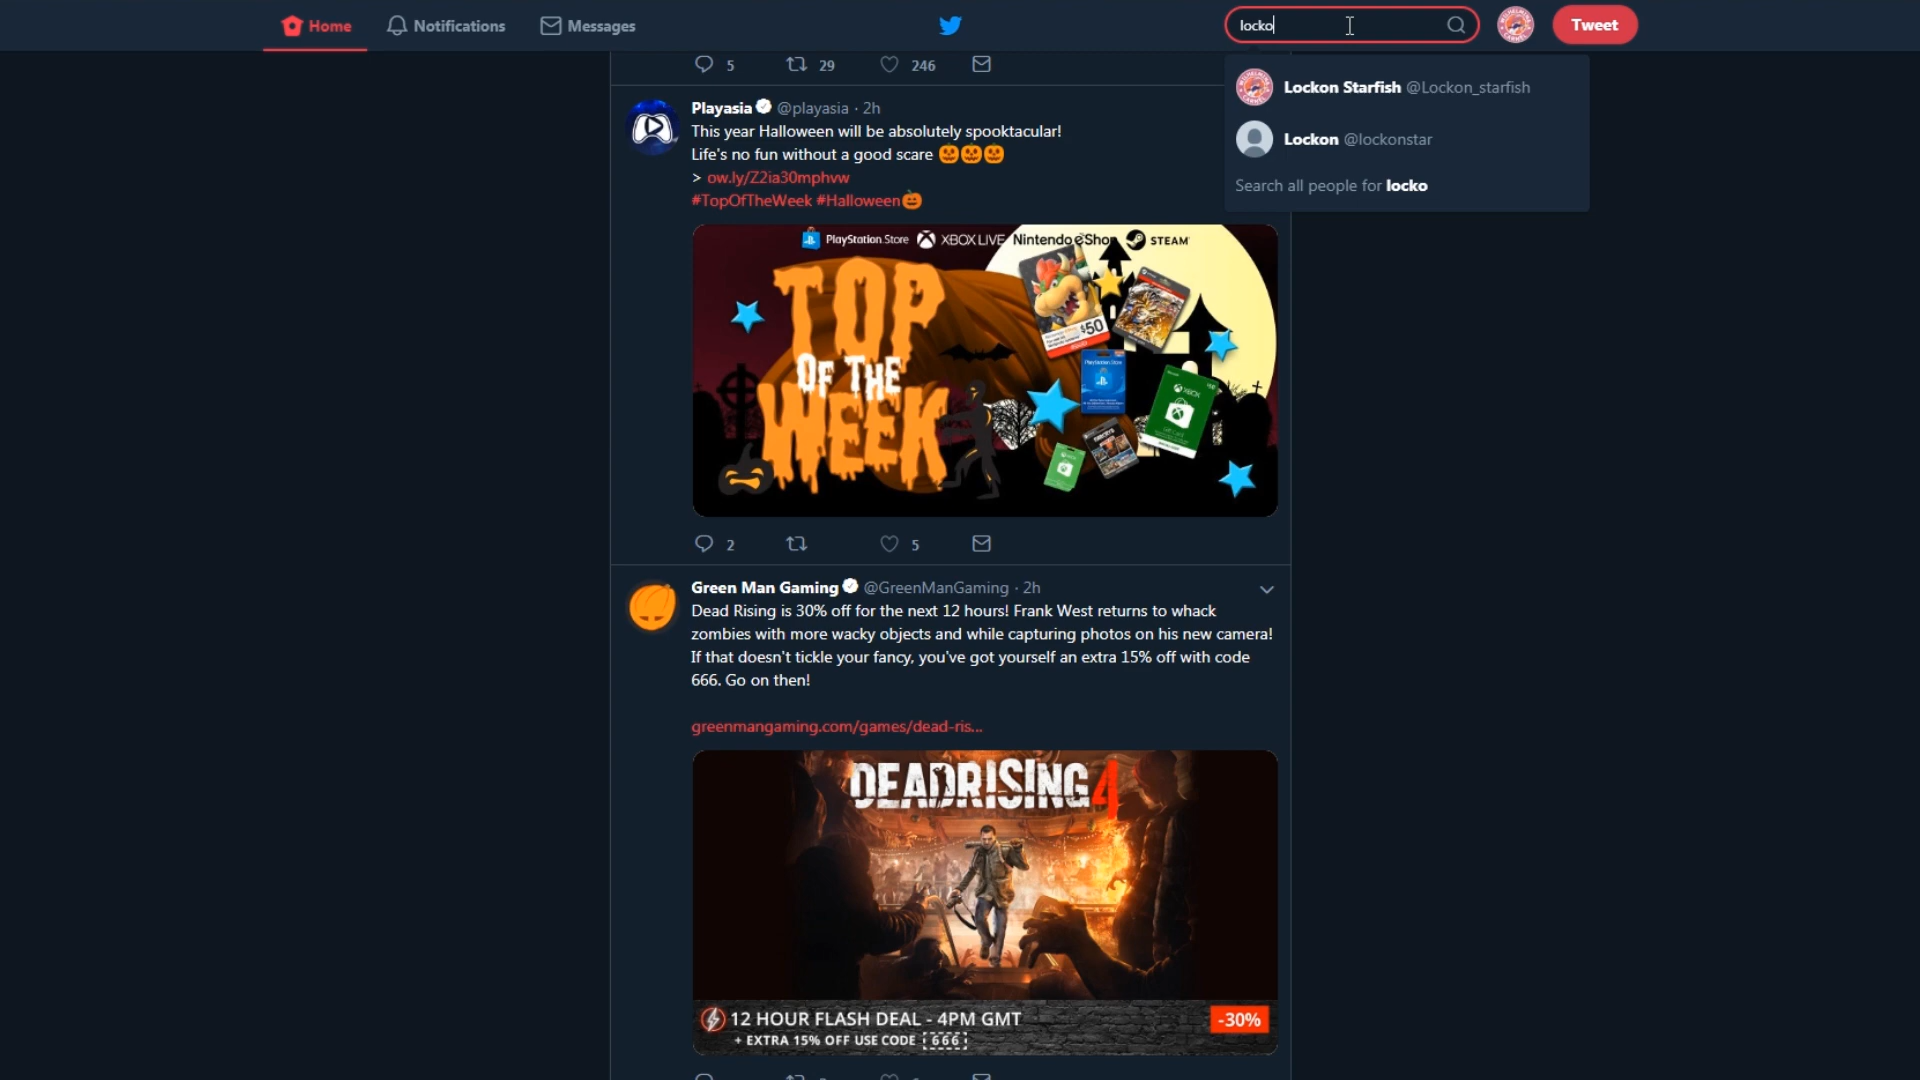 Home
Notifications
Messages
locko
Tweet
Lockon Starfish @Lockon_starfish
Lockon @lockonstar
Search all people for locko
5 29 246
Playasia @playasia · 2h
This year Halloween will be absolutely spooktacular!
Life's no fun without a good scare 🎃🎃🎃
> ow.ly/Z2ia30mphvw
#TopOfTheWeek #Halloween🎃
PlayStation.Store XBOX LIVE Nintendo eShop STEAM
TOP
OF THE
WEEK
$50
2 5
Green Man Gaming @GreenManGaming · 2h
Dead Rising is 30% off for the next 12 hours! Frank West returns to whack
zombies with more wacky objects and while capturing photos on his new camera!
If that doesn't tickle your fancy, you've got yourself an extra 15% off with code
666. Go on then!
greenmangaming.com/games/dead-ris...
DEADRISING 4
12 HOUR FLASH DEAL - 4PM GMT
-30%
+ EXTRA 15% OFF USE CODE 666